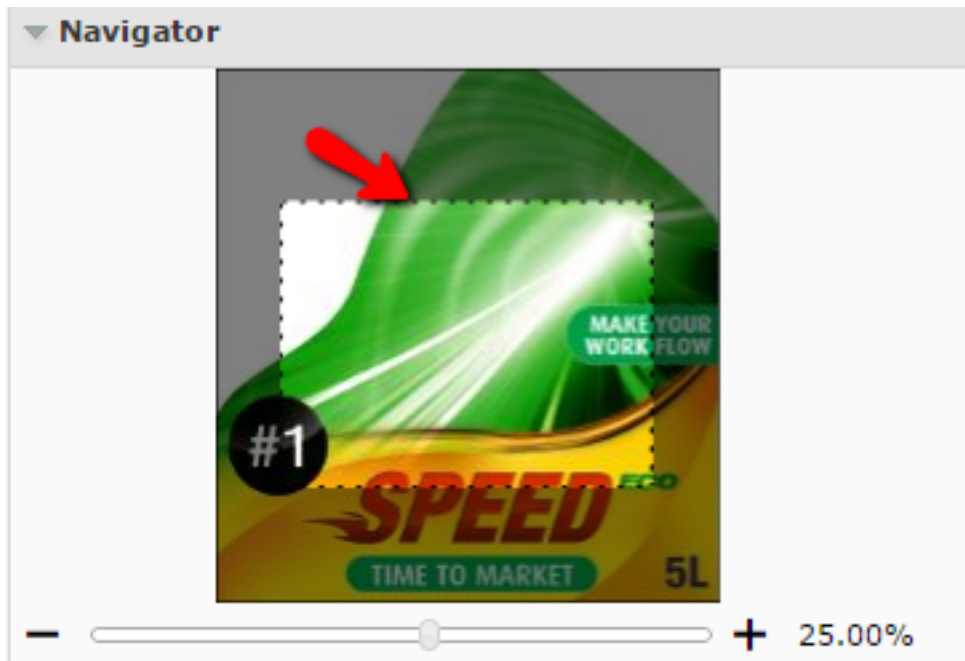 Navigator
MAKE YOUR
WORK FLOW
#1
SPEED ECO
TIME TO MARKET
5L
25.00%